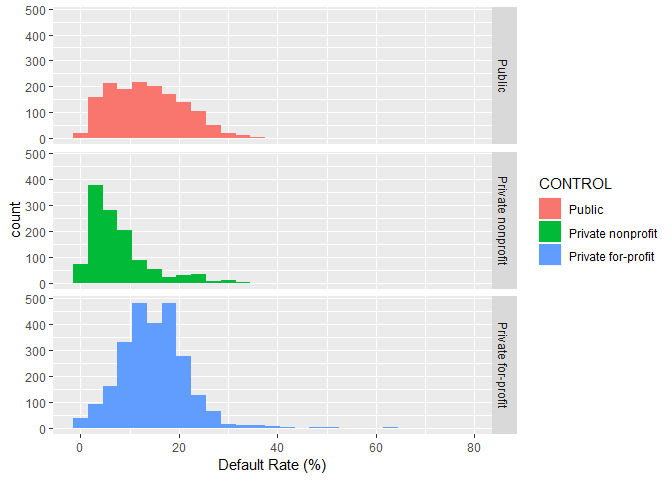 500
400
300
200
100
0
Public
500
400
300
200
100
0
Private nonprofit
500
400
300
200
100
0
Private for-profit
count
0
20
40
60
80
Default Rate (%)
CONTROL
Public
Private nonprofit
Private for-profit